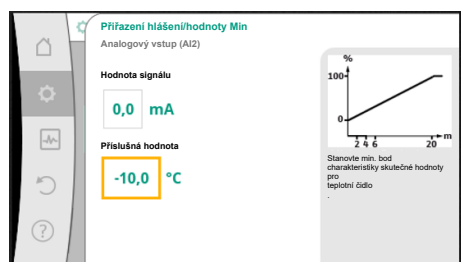 Přiřazení hlášení/hodnoty Min
Analogový vstup (AI2)
Hodnota signálu
0,0 mA
Příslušná hodnota
-10,0 °C
%
100
0
2 4 6 20
m
Stanovte min. bod
charakteristiky skutečné hodnoty
pro
teplotní čidlo
.
?